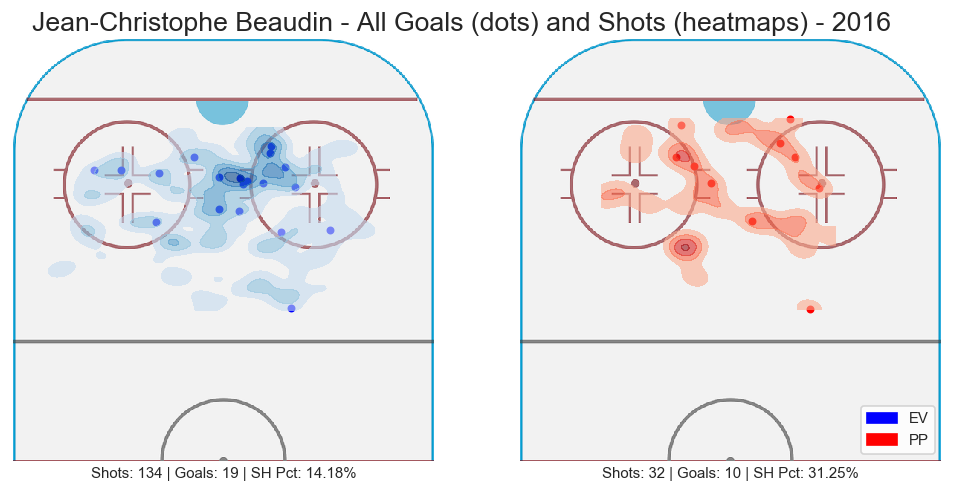 Jean-Christophe Beaudin - All Goals (dots) and Shots (heatmaps) - 2016
EV
PP
Shots: 134 | Goals: 19 | SH Pct: 14.18%
Shots: 32 | Goals: 10 | SH Pct: 31.25%